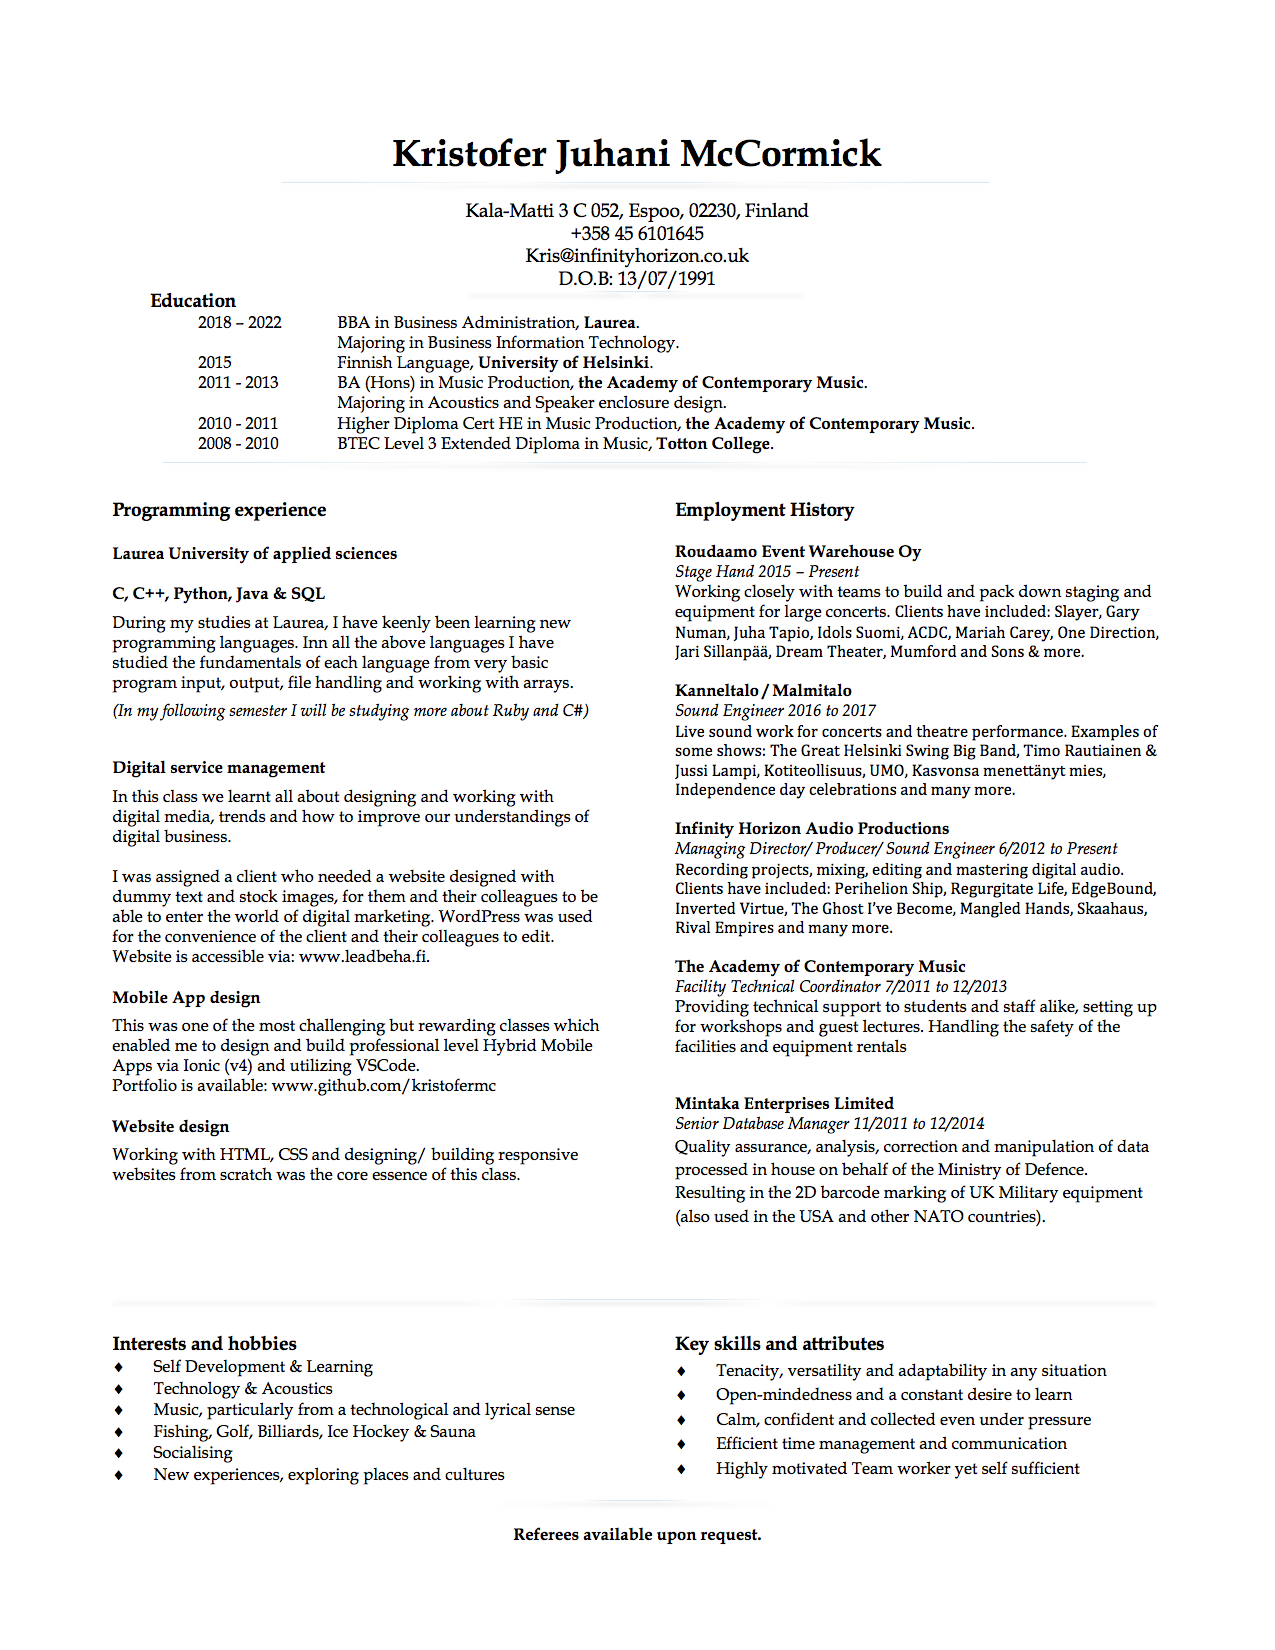 Kristofer Juhani McCormick
Kala-Matti 3 C 052, Espoo, 02230, Finland
+358 45 6101645
Kris@infinityhorizon.co.uk
D.O.B: 13/07/1991
Education
2018 – 2022 BBA in Business Administration, Laurea.
Majoring in Business Information Technology.
2015 Finnish Language, University of Helsinki.
2011 - 2013 BA (Hons) in Music Production, the Academy of Contemporary Music.
Majoring in Acoustics and Speaker enclosure design.
2010 - 2011 Higher Diploma Cert HE in Music Production, the Academy of Contemporary Music.
2008 - 2010 BTEC Level 3 Extended Diploma in Music, Totton College.
Programming experience
Laurea University of applied sciences
C, C++, Python, Java & SQL
During my studies at Laurea, I have keenly been learning new
programming languages. Inn all the above languages I have
studied the fundamentals of each language from very basic
program input, output, file handling and working with arrays.
(In my following semester I will be studying more about Ruby and C#)
Digital service management
In this class we learnt all about designing and working with
digital media, trends and how to improve our understandings of
digital business.
I was assigned a client who needed a website designed with
dummy text and stock images, for them and their colleagues to be
able to enter the world of digital marketing. WordPress was used
for the convenience of the client and their colleagues to edit.
Website is accessible via: www.leadbeha.fi.
Mobile App design
This was one of the most challenging but rewarding classes which
enabled me to design and build professional level Hybrid Mobile
Apps via Ionic (v4) and utilizing VSCode.
Portfolio is available: www.github.com/kristofermc
Website design
Working with HTML, CSS and designing/ building responsive
websites from scratch was the core essence of this class.
Employment History
Roudaamo Event Warehouse Oy
Stage Hand 2015 – Present
Working closely with teams to build and pack down staging and
equipment for large concerts. Clients have included: Slayer, Gary
Numan, Juha Tapio, Idols Suomi, ACDC, Mariah Carey, One Direction,
Jari Sillanpää, Dream Theater, Mumford and Sons & more.
Kanneltalo / Malmitalo
Sound Engineer 2016 to 2017
Live sound work for concerts and theatre performance. Examples of
some shows: The Great Helsinki Swing Big Band, Timo Rautiainen &
Jussi Lampi, Kotiteollisuus, UMO, Kasvonsa menettänyt mies,
Independence day celebrations and many more.
Infinity Horizon Audio Productions
Managing Director/ Producer/ Sound Engineer 6/2012 to Present
Recording projects, mixing, editing and mastering digital audio.
Clients have included: Perihelion Ship, Regurgitate Life, EdgeBound,
Inverted Virtue, The Ghost I've Become, Mangled Hands, Skaahaus,
Rival Empires and many more.
The Academy of Contemporary Music
Facility Technical Coordinator 7/2011 to 12/2013
Providing technical support to students and staff alike, setting up
for workshops and guest lectures. Handling the safety of the
facilities and equipment rentals
Mintaka Enterprises Limited
Senior Database Manager 11/2011 to 12/2014
Quality assurance, analysis, correction and manipulation of data
processed in house on behalf of the Ministry of Defence.
Resulting in the 2D barcode marking of UK Military equipment
(also used in the USA and other NATO countries).
Interests and hobbies
♦ Self Development & Learning
♦ Technology & Acoustics
♦ Music, particularly from a technological and lyrical sense
♦ Fishing, Golf, Billiards, Ice Hockey & Sauna
♦ Socialising
♦ New experiences, exploring places and cultures
Key skills and attributes
♦ Tenacity, versatility and adaptability in any situation
♦ Open-mindedness and a constant desire to learn
♦ Calm, confident and collected even under pressure
♦ Efficient time management and communication
♦ Highly motivated Team worker yet self sufficient
Referees available upon request.